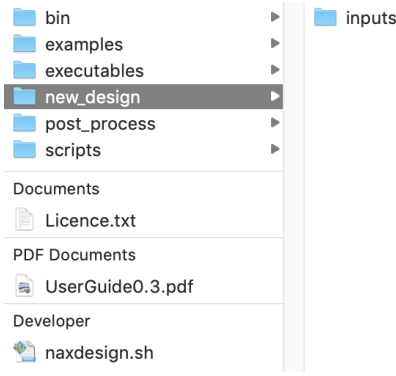 bin
examples
executables
new_design
post_process
scripts
Documents
Licence.txt
PDF Documents
UserGuide0.3.pdf
Developer
naxdesign.sh
inputs